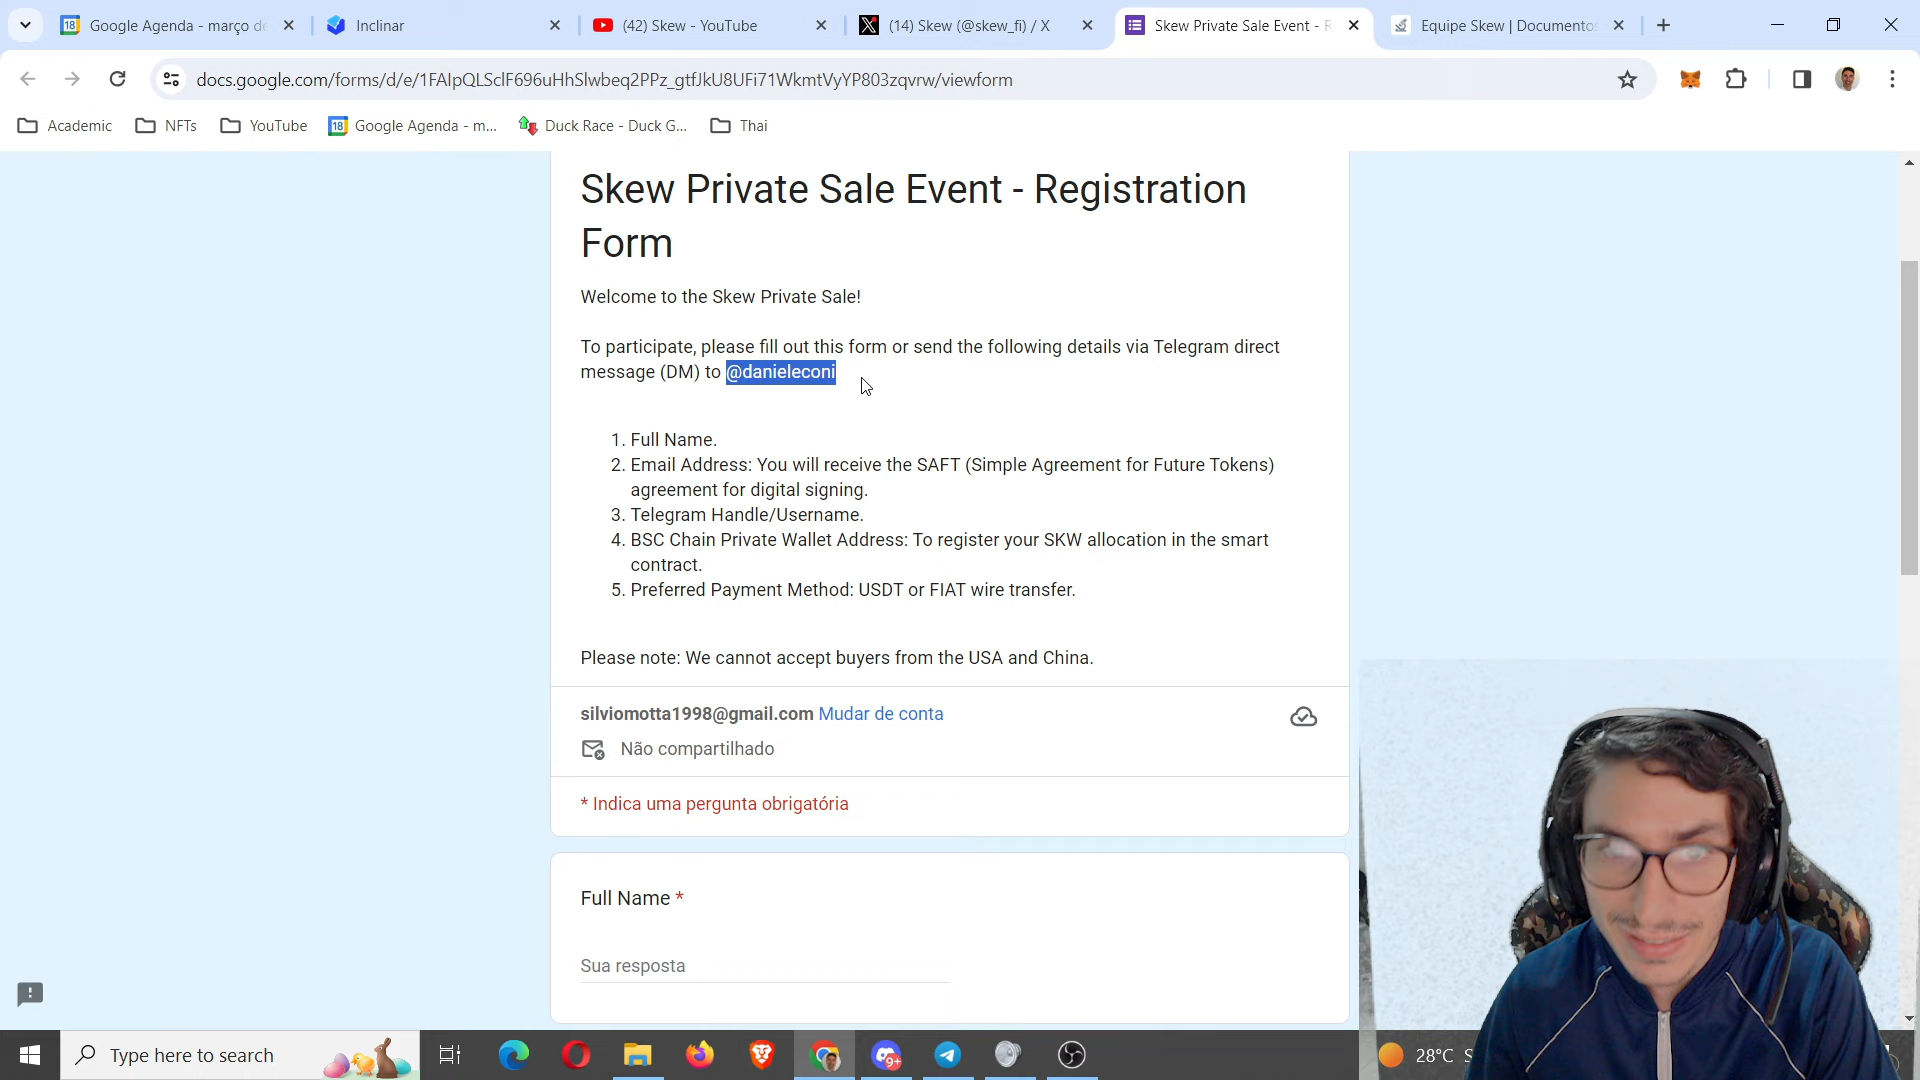 Google Agenda - março de
Inclinar
(42) Skew - YouTube
(14) Skew (@skew_fi) / X
Skew Private Sale Event - R
Equipe Skew | Documentos
docs.google.com/forms/d/e/1FAIpQLSclF696uHhSlwbeq2PPz_gtfJkU8UFi71WkmtVyYP803zqvrw/viewform
Academic
NFTs
YouTube
Google Agenda - m...
Duck Race - Duck G...
Thai
Skew Private Sale Event - Registration
Form
Welcome to the Skew Private Sale!
To participate, please fill out this form or send the following details via Telegram direct
message (DM) to @danieleconi
1. Full Name.
2. Email Address: You will receive the SAFT (Simple Agreement for Future Tokens)
agreement for digital signing.
3. Telegram Handle/Username.
4. BSC Chain Private Wallet Address: To register your SKW allocation in the smart
contract.
5. Preferred Payment Method: USDT or FIAT wire transfer.
Please note: We cannot accept buyers from the USA and China.
silviomotta1998@gmail.com Mudar de conta
Não compartilhado
* Indica uma pergunta obrigatória
Full Name *
Sua resposta
Type here to search
9+
28°C S